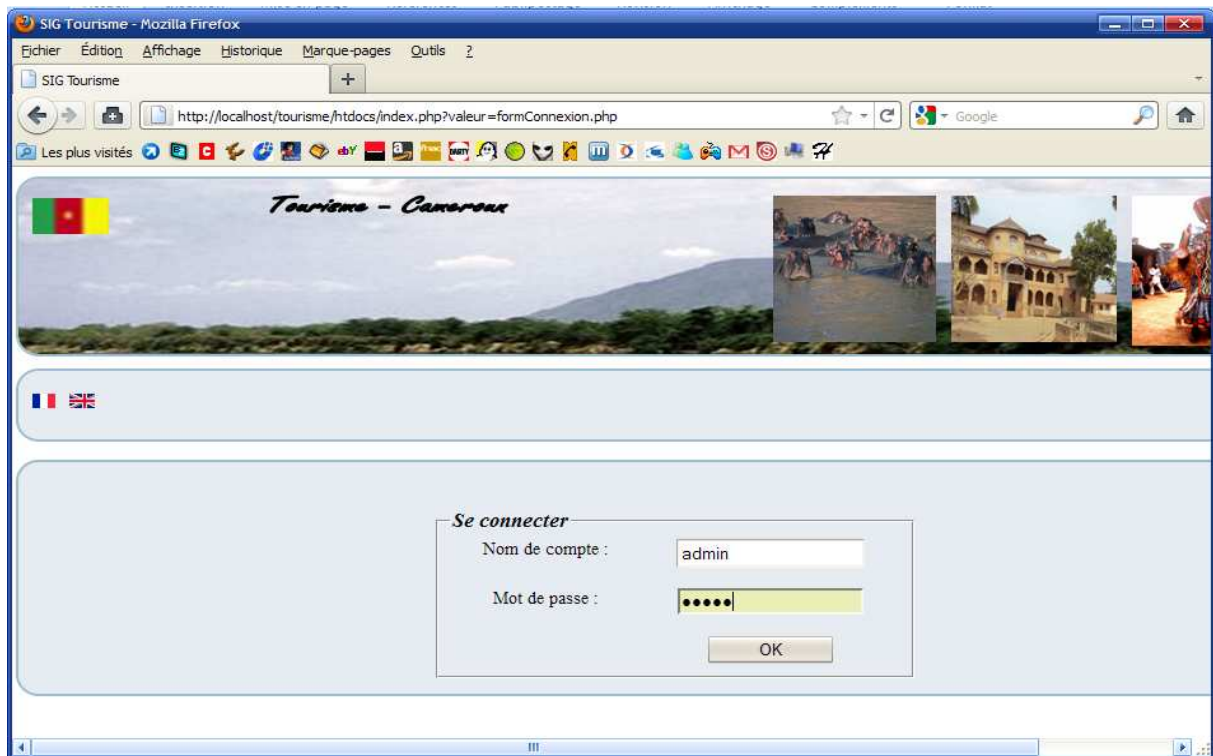 SIG Tourisme - Mozilla Firefox
Fichier Édition Affichage Historique Marque-pages Outils ?
SIG Tourisme
http://localhost/tourisme/htdocs/index.php?valeur=formConnexion.php
Google
Les plus visités
Tourisme - Cameroun
Se connecter
Nom de compte :
admin
Mot de passe :
•••••
OK